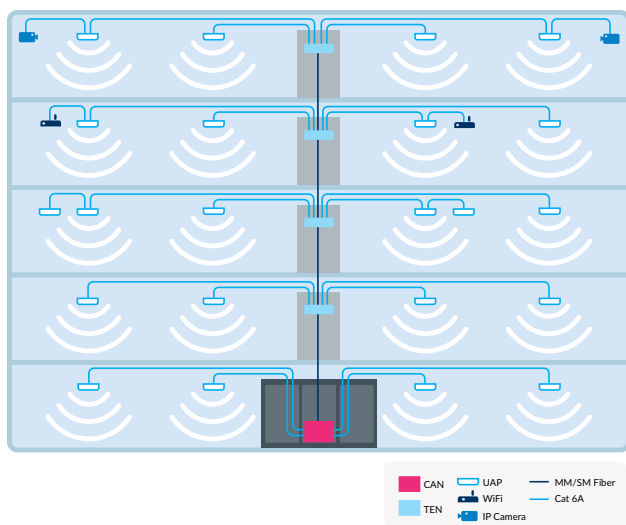 CAN
UAP
MM/SM Fiber
TEN
WiFi
Cat 6A
IP Camera